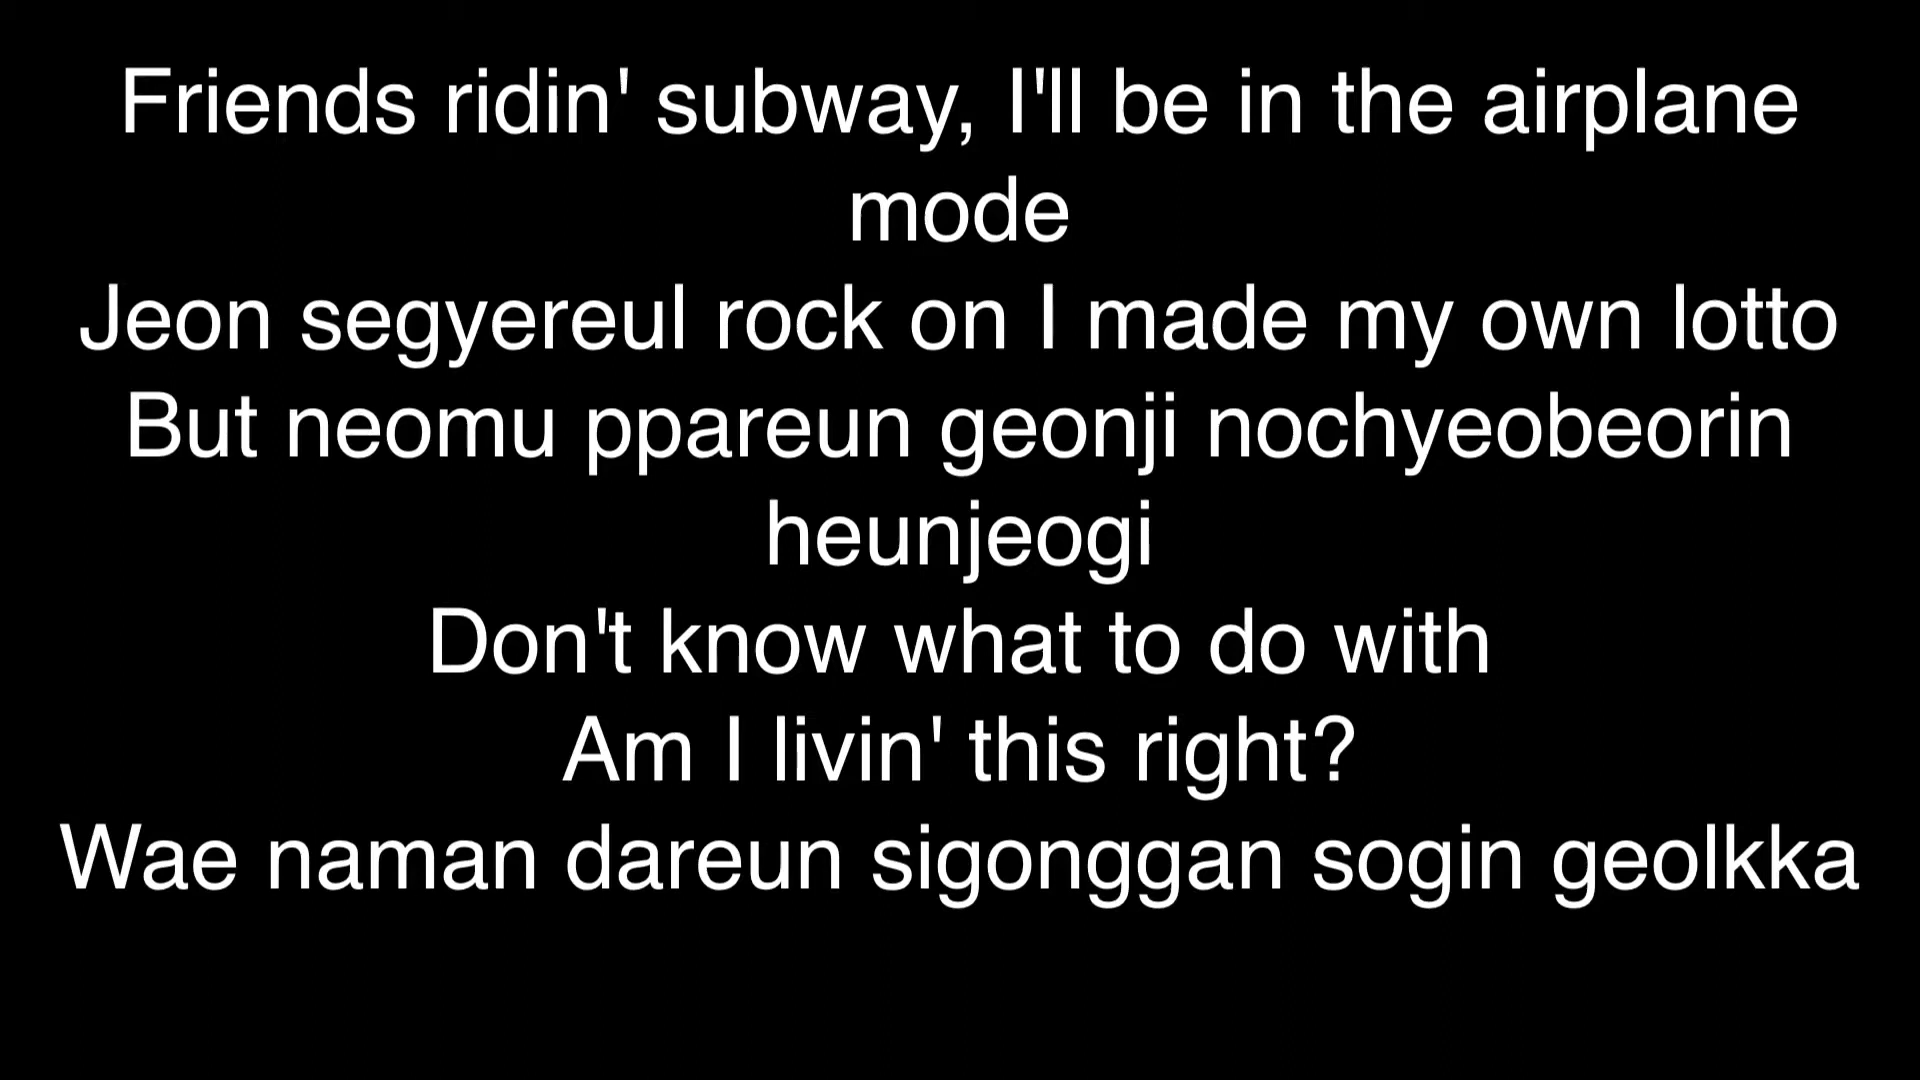 Friends ridin' subway, I'll be in the airplane
mode
Jeon segyereul rock on I made my own lotto
But neomu ppareun geonji nochyeobeorin
heunjeogi
Don't know what to do with
Am I livin' this right?
Wae naman dareun sigonggan sogin geolkka